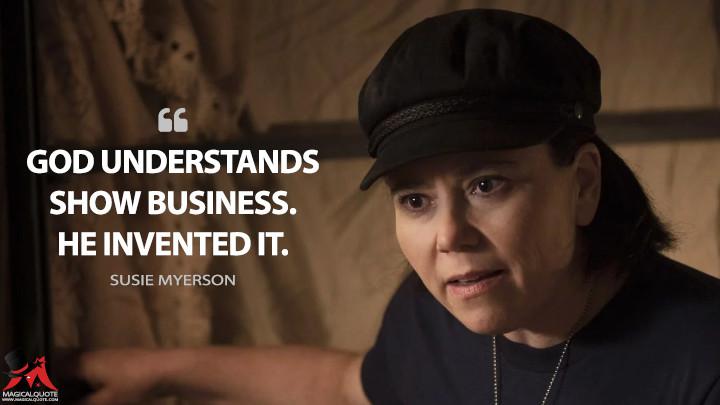 “
GOD UNDERSTANDS
SHOW BUSINESS.
HE INVENTED IT.
SUSIE MYERSON
MAGICALQUOTE
WWW.MAGICALQUOTE.COM